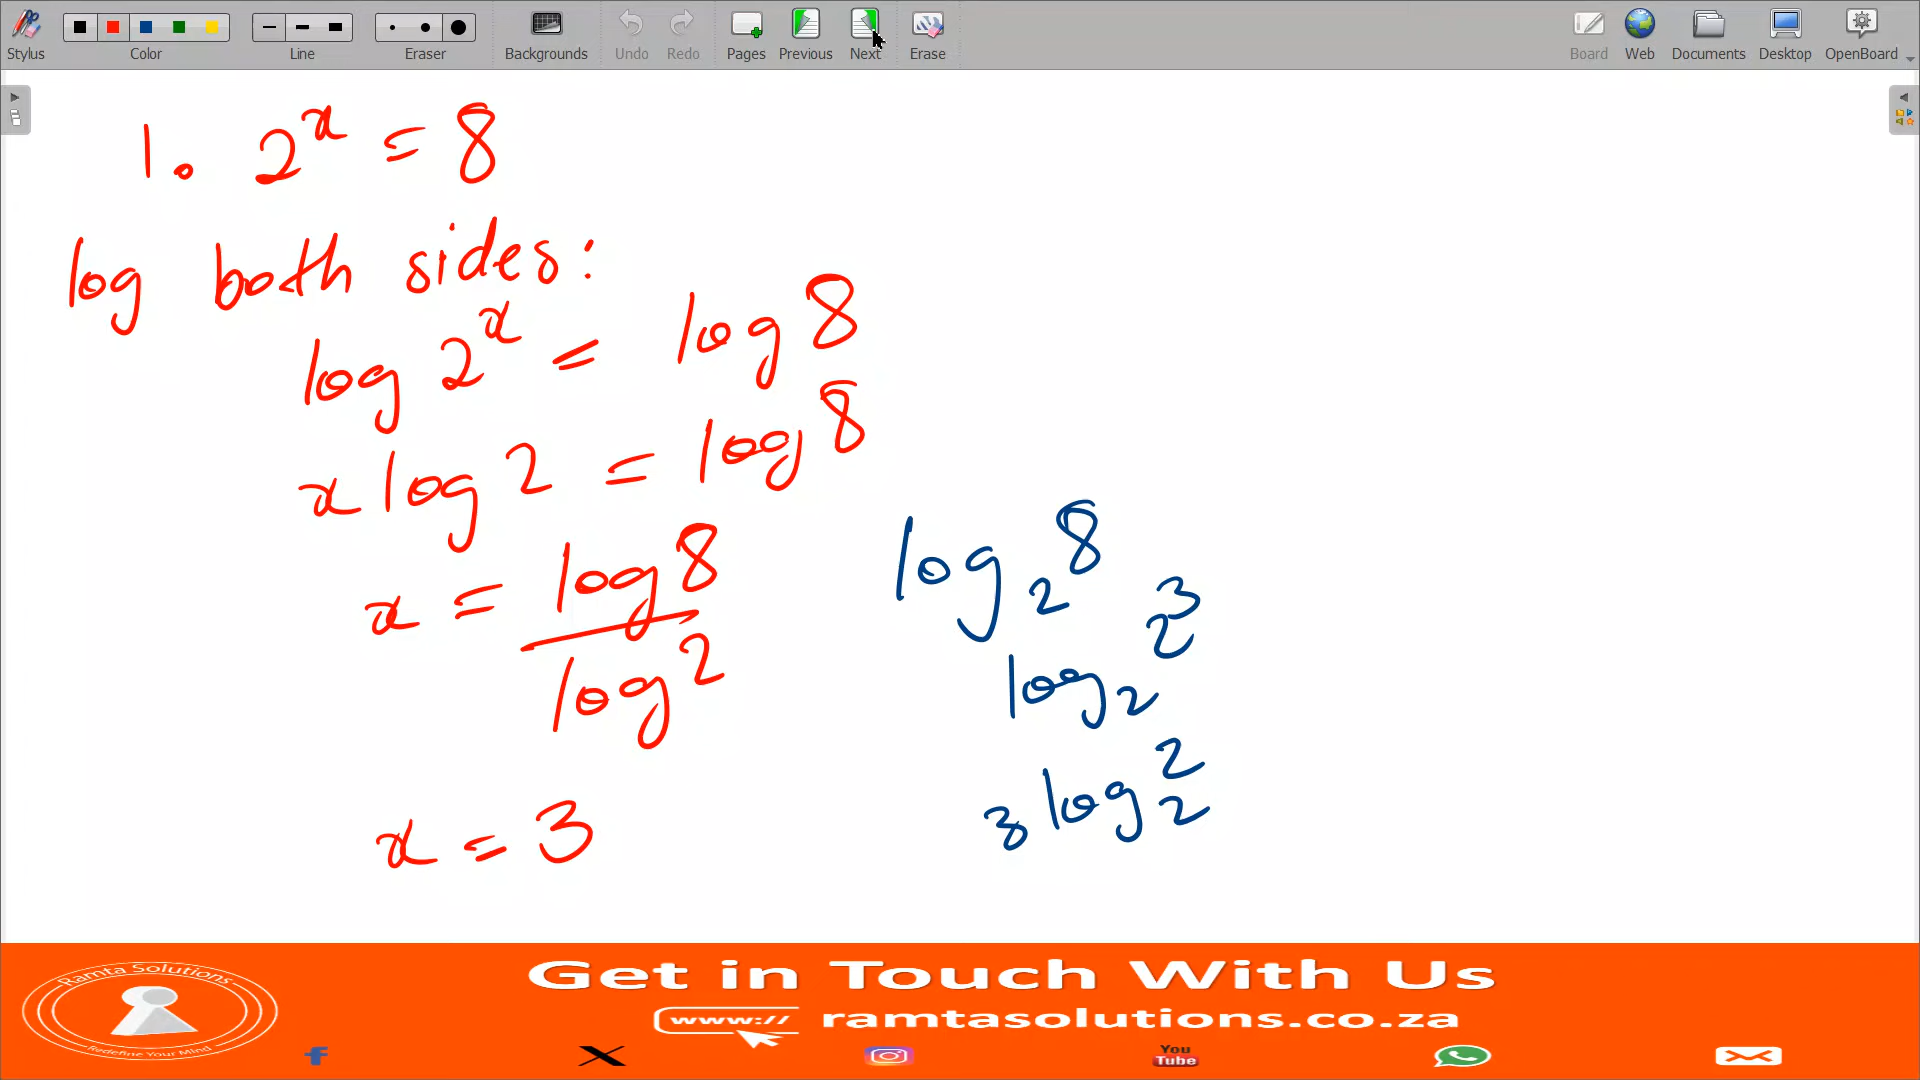 Stylus Color Line Eraser Backgrounds Undo Redo Pages Previous Next Erase Board Web Documents Desktop OpenBoard
1. 2^x = 8
log both sides:
log 2^x = log 8
x log 2 = log 8
x = log 8 / log 2
x = 3
log_2 8
log_2 2^3
3 log_2 2
Ramta Solutions
Redefine Your Mind
Get in Touch With Us
www:// ramtasolutions.co.za
You
Tube